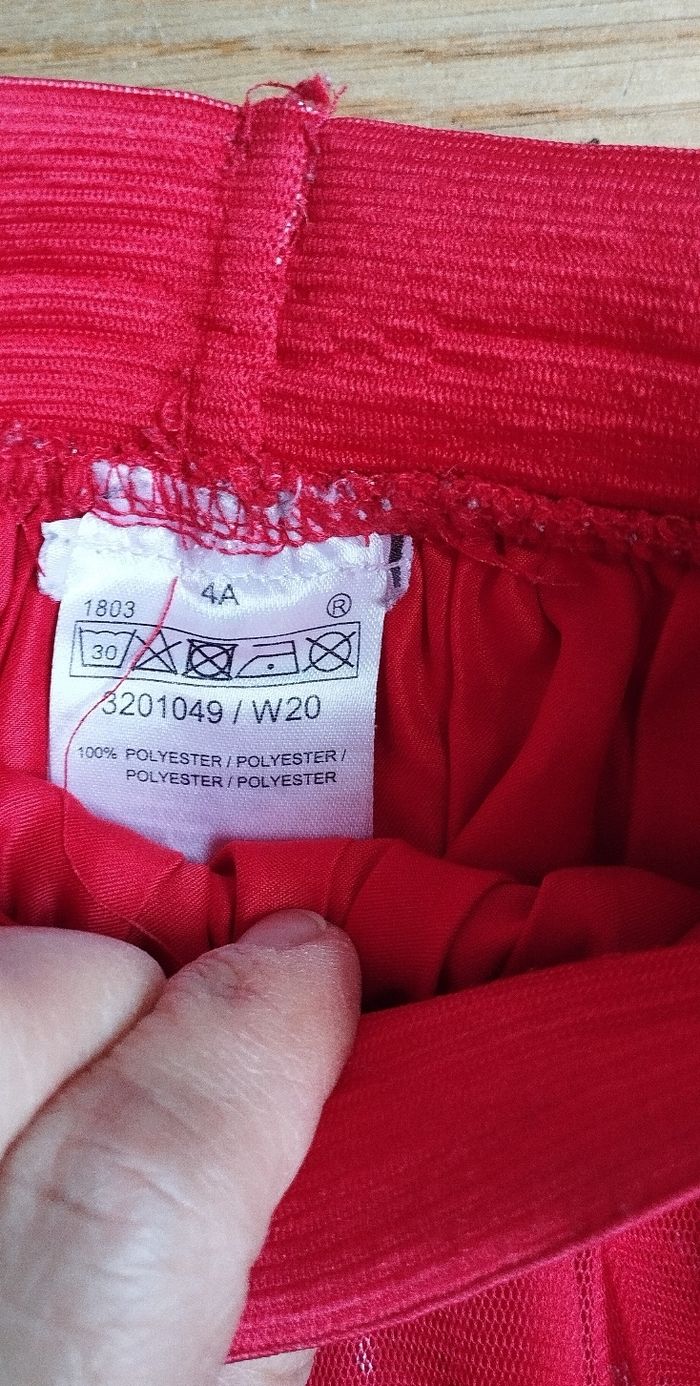 4A
1803 ®
30
3201049 / W20
100% POLYESTER / POLYESTER /
POLYESTER / POLYESTER